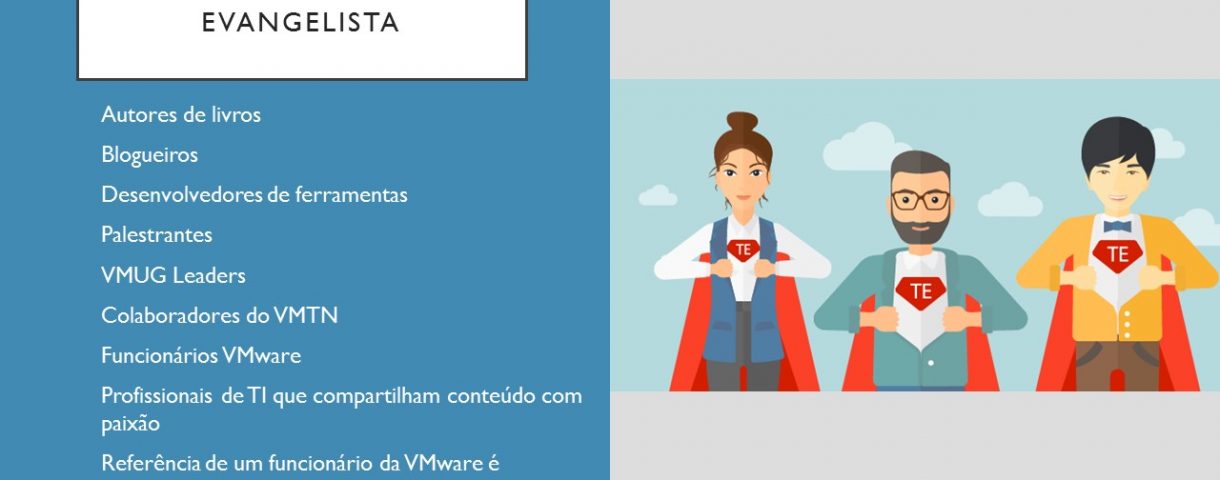 EVANGELISTA
Autores de livros
Blogueiros
Desenvolvedores de ferramentas
Palestrantes
VMUG Leaders
Colaboradores do VMTN
Funcionários VMware
Profissionais de TI que compartilham conteúdo com
paixão
Referência de um funcionário da VMware é
TE
TE
TE